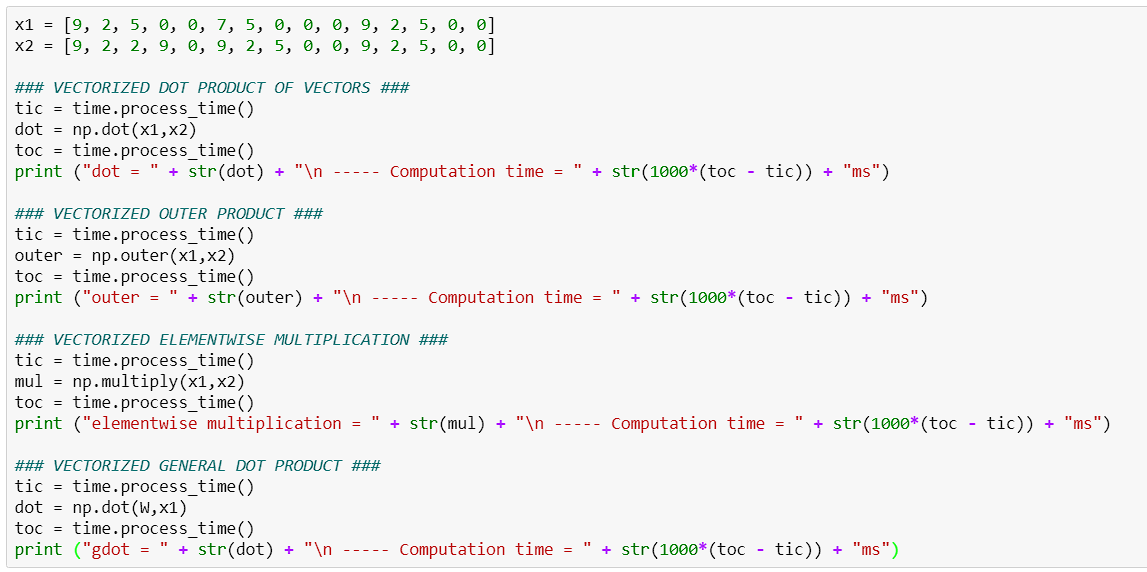 x1 = [9, 2, 5, 0, 0, 7, 5, 0, 0, 0, 9, 2, 5, 0, 0]
x2 = [9, 2, 2, 9, 0, 9, 2, 5, 0, 0, 9, 2, 5, 0, 0]
### VECTORIZED DOT PRODUCT OF VECTORS ###
tic = time.process_time()
dot = np.dot(x1,x2)
toc = time.process_time()
print ("dot = " + str(dot) + "\n ----- Computation time = " + str(1000*(toc - tic)) + "ms")
### VECTORIZED OUTER PRODUCT ###
tic = time.process_time()
outer = np.outer(x1,x2)
toc = time.process_time()
print ("outer = " + str(outer) + "\n ----- Computation time = " + str(1000*(toc - tic)) + "ms")
### VECTORIZED ELEMENTWISE MULTIPLICATION ###
tic = time.process_time()
mul = np.multiply(x1,x2)
toc = time.process_time()
print ("elementwise multiplication = " + str(mul) + "\n ----- Computation time = " + str(1000*(toc - tic)) + "ms")
### VECTORIZED GENERAL DOT PRODUCT ###
tic = time.process_time()
dot = np.dot(W,x1)
toc = time.process_time()
print ("gdot = " + str(dot) + "\n ----- Computation time = " + str(1000*(toc - tic)) + "ms")